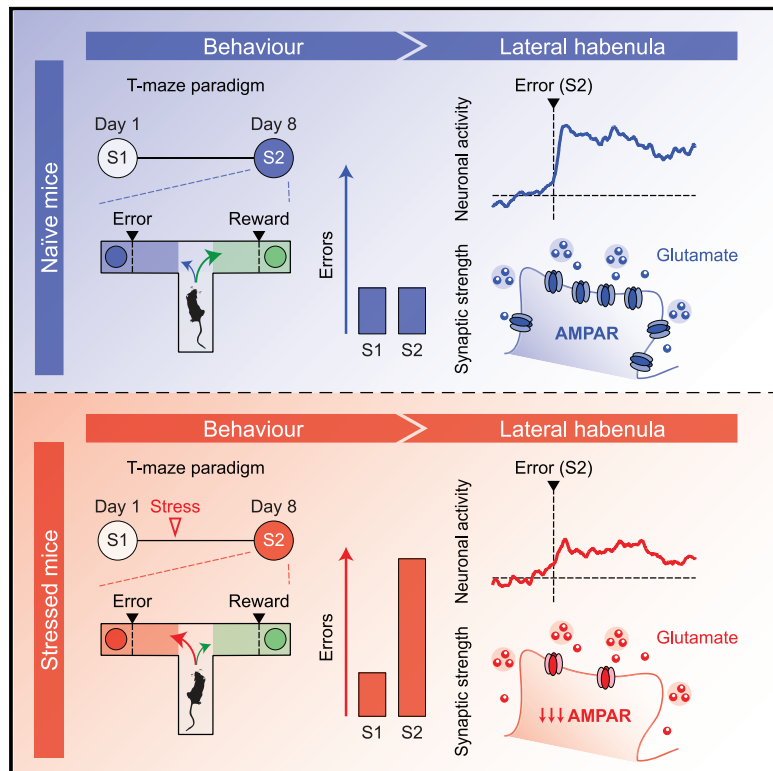 Behaviour
Lateral habenula
Naïve mice
T-maze paradigm
Day 1
Day 8
S1
S2
Error
Reward
Errors
S1
S2
Error (S2)
Neuronal activity
Synaptic strength
Glutamate
AMPAR
Behaviour
Lateral habenula
Stressed mice
T-maze paradigm
Day 1
Stress
Day 8
S1
S2
Error
Reward
Errors
S1
S2
Error (S2)
Neuronal activity
Synaptic strength
Glutamate
↓↓↓ AMPAR